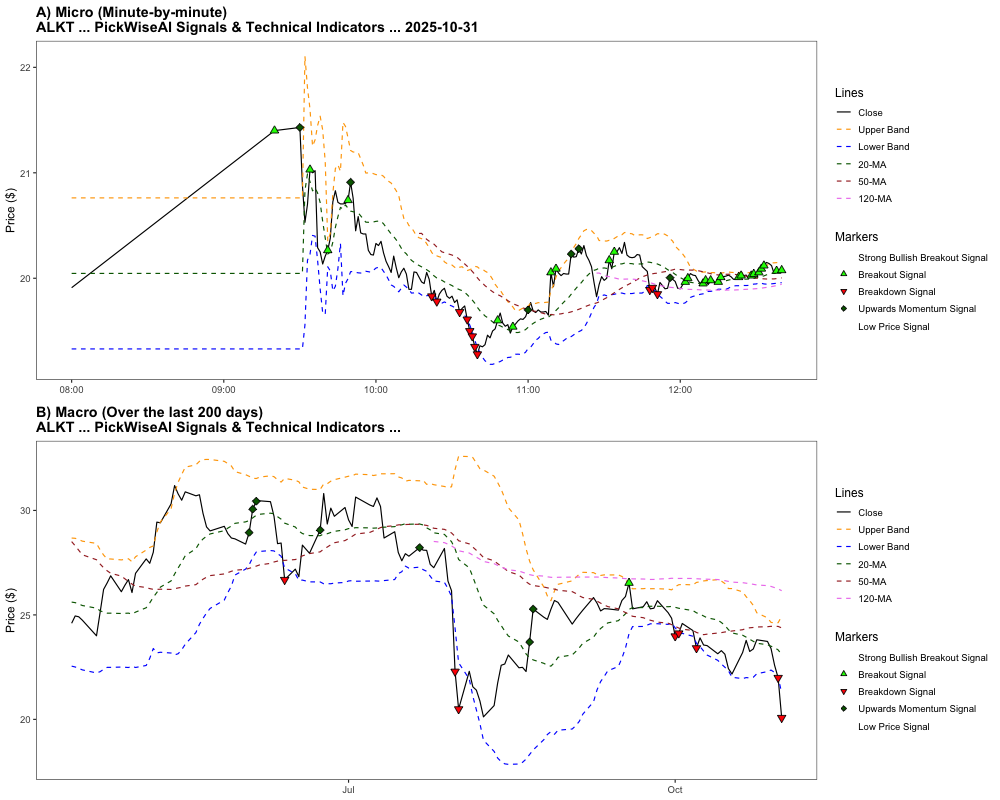 A) Micro (Minute-by-minute)
ALKT ... PickWiseAI Signals & Technical Indicators ... 2025-10-31
Price ($)
22
21
20
08:00
09:00
10:00
11:00
12:00
Lines
Close
Upper Band
Lower Band
20-MA
50-MA
120-MA
Markers
Strong Bullish Breakout Signal
Breakout Signal
Breakdown Signal
Upwards Momentum Signal
Low Price Signal
B) Macro (Over the last 200 days)
ALKT ... PickWiseAI Signals & Technical Indicators ...
Price ($)
30
25
20
Jul
Oct
Lines
Close
Upper Band
Lower Band
20-MA
50-MA
120-MA
Markers
Strong Bullish Breakout Signal
Breakout Signal
Breakdown Signal
Upwards Momentum Signal
Low Price Signal